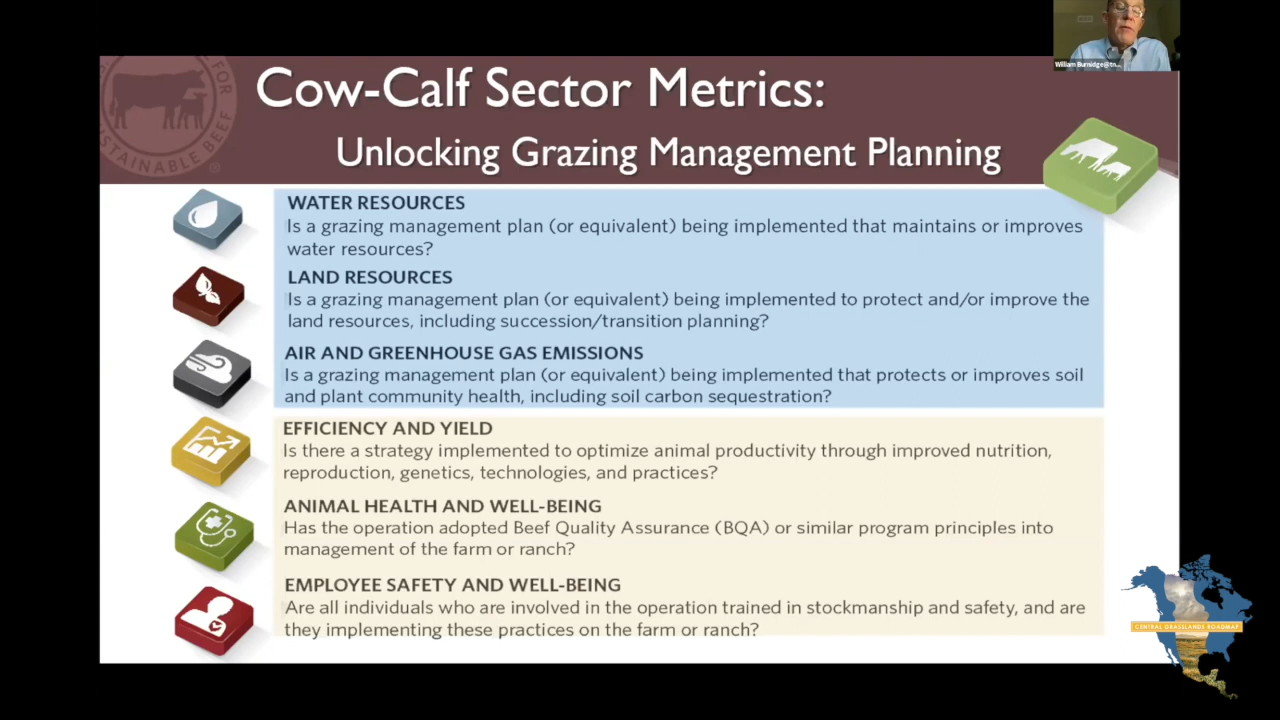 William Burnidge@tn...
FOR
SUSTAINABLE BEEF
®
Cow-Calf Sector Metrics:
Unlocking Grazing Management Planning
WATER RESOURCES
Is a grazing management plan (or equivalent) being implemented that maintains or improves
water resources?
LAND RESOURCES
Is a grazing management plan (or equivalent) being implemented to protect and/or improve the
land resources, including succession/transition planning?
AIR AND GREENHOUSE GAS EMISSIONS
Is a grazing management plan (or equivalent) being implemented that protects or improves soil
and plant community health, including soil carbon sequestration?
EFFICIENCY AND YIELD
Is there a strategy implemented to optimize animal productivity through improved nutrition,
reproduction, genetics, technologies, and practices?
ANIMAL HEALTH AND WELL-BEING
Has the operation adopted Beef Quality Assurance (BQA) or similar program principles into
management of the farm or ranch?
EMPLOYEE SAFETY AND WELL-BEING
Are all individuals who are involved in the operation trained in stockmanship and safety, and are
they implementing these practices on the farm or ranch?
CENTRAL GRASSLANDS ROADMAP